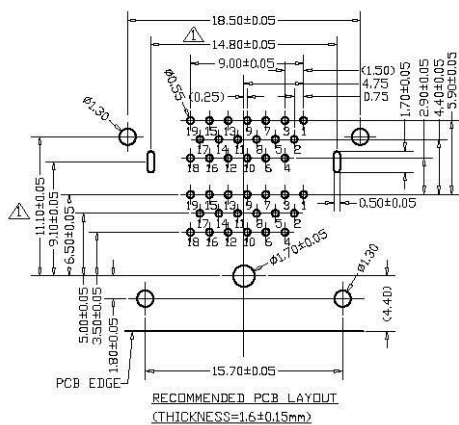 18.50±0.05
1
14.80±0.05
9.00±0.05
(1.50)
4.75
(0.25)
0.75
Ø0.55
Ø1.30
1.70±0.05
2.90±0.05
4.40±0.05
5.90±0.05
19 15 13 9 7 3 1
17 14 11 8 5 2
18 16 12 10 6 4
19 15 13 9 7 3 1
17 14 11 8 5 2
18 16 12 10 6 4
0.50±0.05
1
11.10±0.05
9.10±0.05
6.50±0.05
5.00±0.05
3.50±0.05
1.80±0.05
Ø1.70±0.05
Ø1.30
(4.40)
PCB EDGE
15.70±0.05
RECOMMENDED PCB LAYOUT
(THICKNESS=1.6±0.15mm)